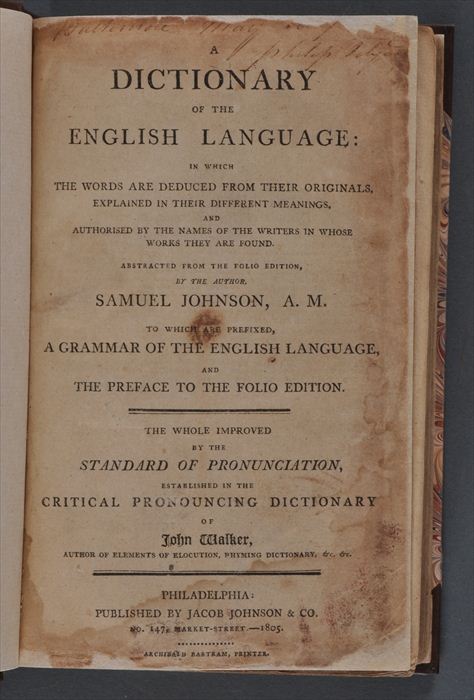 Baltimore May
Philip
A
DICTIONARY
OF THE
ENGLISH LANGUAGE:
IN WHICH
THE WORDS ARE DEDUCED FROM THEIR ORIGINALS,
EXPLAINED IN THEIR DIFFERENT MEANINGS,
AND
AUTHORISED BY THE NAMES OF THE WRITERS IN WHOSE
WORKS THEY ARE FOUND.
ABSTRACTED FROM THE FOLIO EDITION,
BY THE AUTHOR,
SAMUEL JOHNSON, A. M.
TO WHICH ARE PREFIXED,
A GRAMMAR OF THE ENGLISH LANGUAGE,
AND
THE PREFACE TO THE FOLIO EDITION.
THE WHOLE IMPROVED
BY THE
STANDARD OF PRONUNCIATION,
ESTABLISHED IN THE
CRITICAL PRONOUNCING DICTIONARY
OF
John Walker,
AUTHOR OF ELEMENTS OF ELOCUTION, RHYMING DICTIONARY, &c. &c.
PHILADELPHIA:
PUBLISHED BY JACOB JOHNSON & CO.
NO. 147, MARKET-STREET.—1805.
ARCHIBALD BARTRAM, PRINTER.